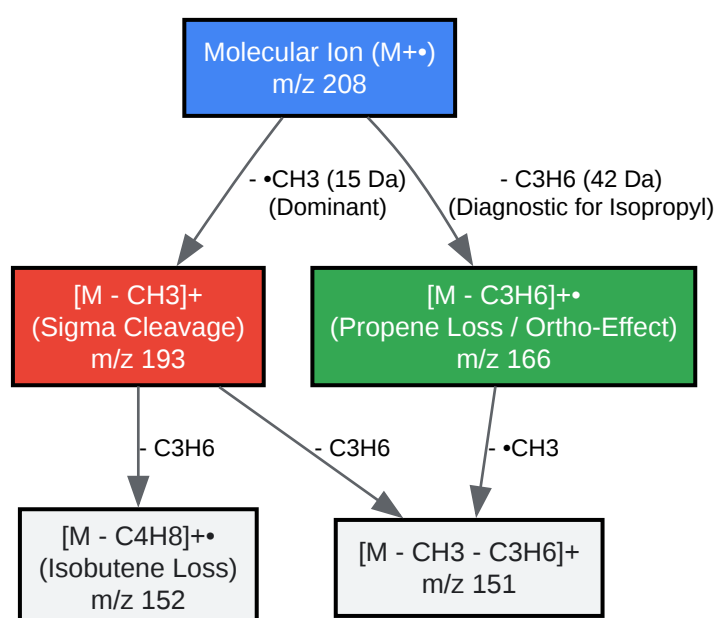 Molecular Ion (M+•)
m/z 208
- •CH3 (15 Da)
(Dominant)
- C3H6 (42 Da)
(Diagnostic for Isopropyl)
[M - CH3]+
(Sigma Cleavage)
m/z 193
[M - C3H6]+•
(Propene Loss / Ortho-Effect)
m/z 166
- C3H6
- C3H6
- •CH3
[M - C4H8]+•
(Isobutene Loss)
m/z 152
[M - CH3 - C3H6]+
m/z 151